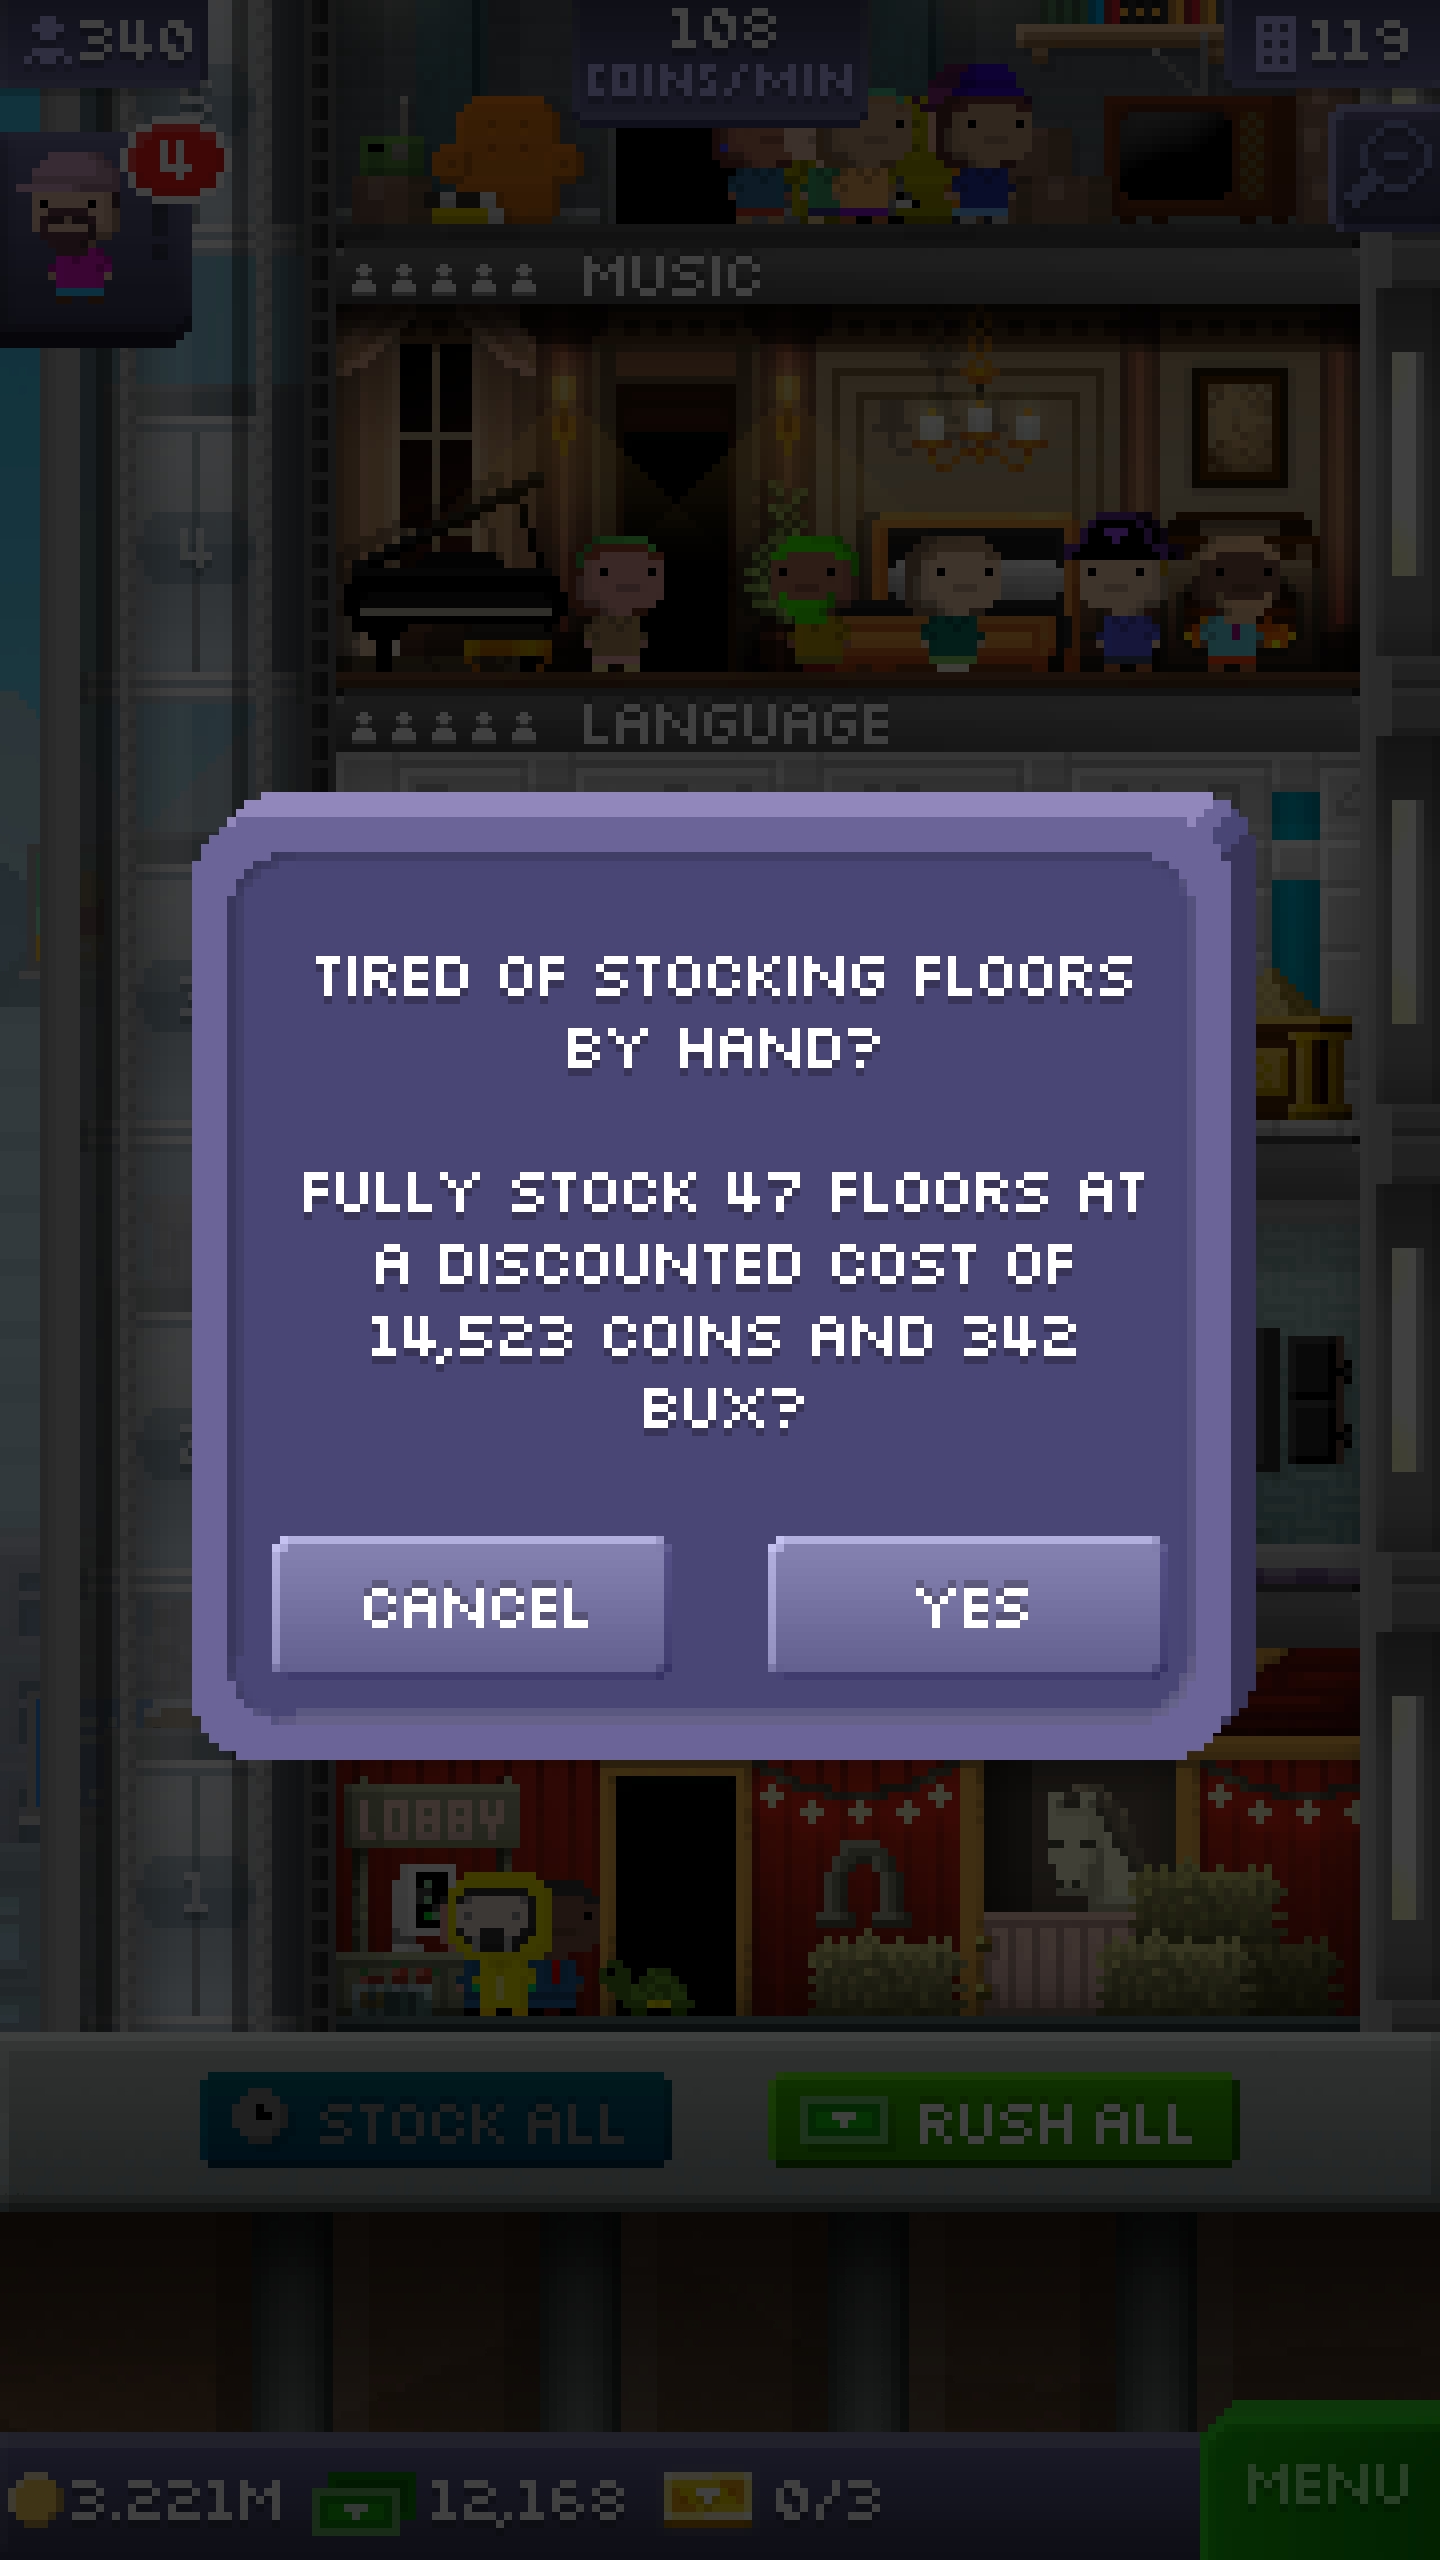 340
108
COINS/MIN
119
4
MUSIC
4
LANGUAGE
TIRED OF STOCKING FLOORS
BY HAND?
FULLY STOCK 47 FLOORS AT
A DISCOUNTED COST OF
14,523 COINS AND 342
BUX?
CANCEL
YES
LOBBY
1
STOCK ALL
RUSH ALL
3.221M
12,168
0/3
MENU